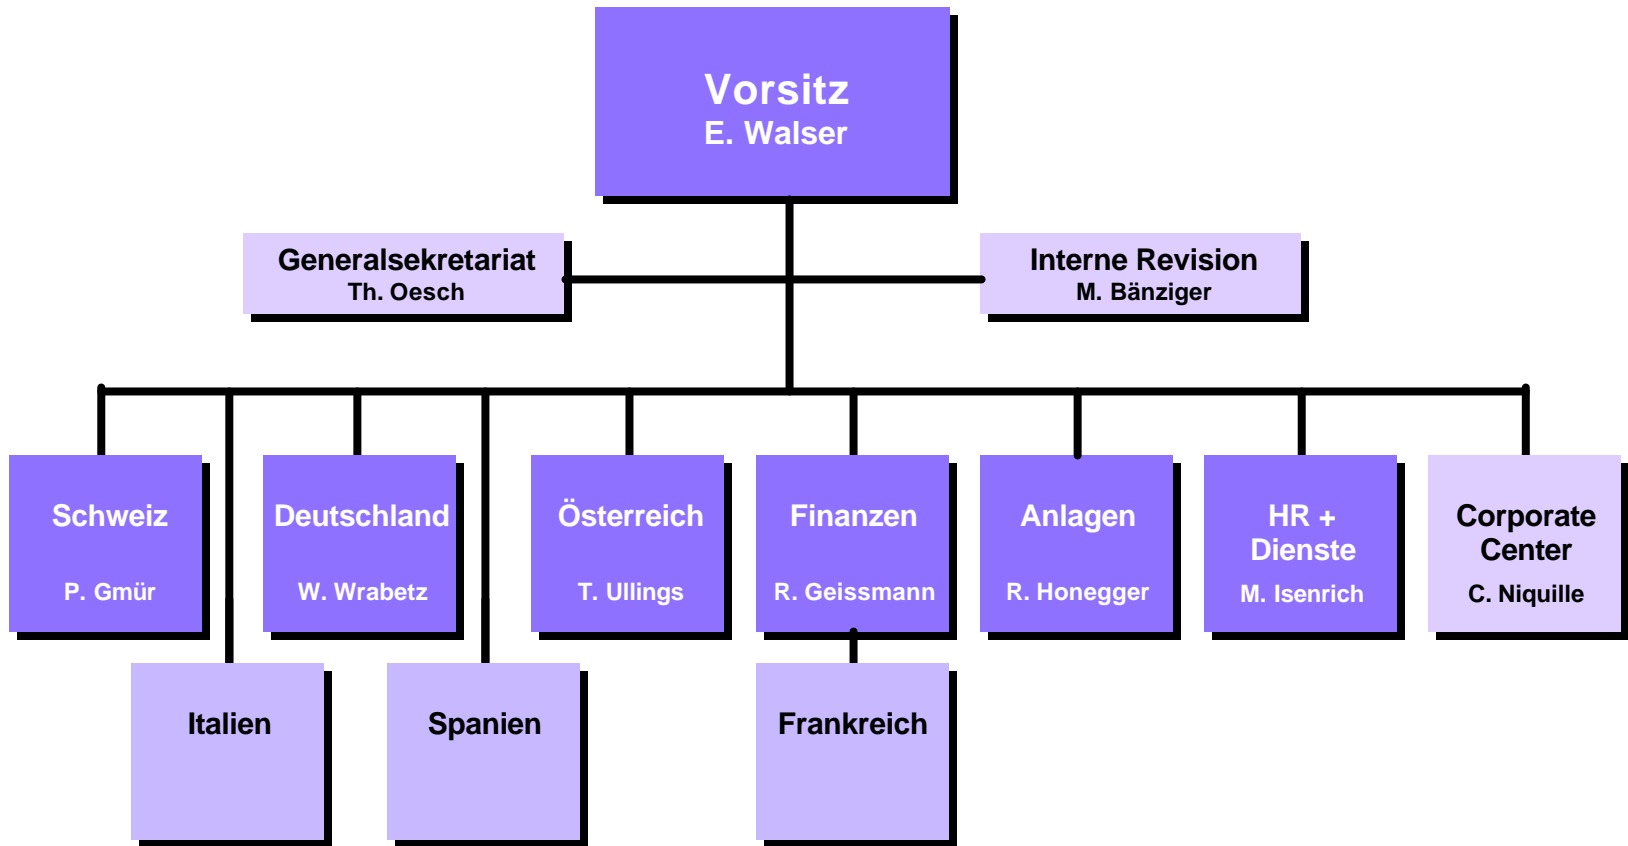 Vorsitz
E. Walser
Generalsekretariat
Th. Oesch
Interne Revision
M. Bänziger
Schweiz
P. Gmür
Deutschland
W. Wrabetz
Österreich
T. Ullings
Finanzen
R. Geissmann
Anlagen
R. Honegger
HR +
Dienste
M. Isenrich
Corporate
Center
C. Niquille
Italien
Spanien
Frankreich